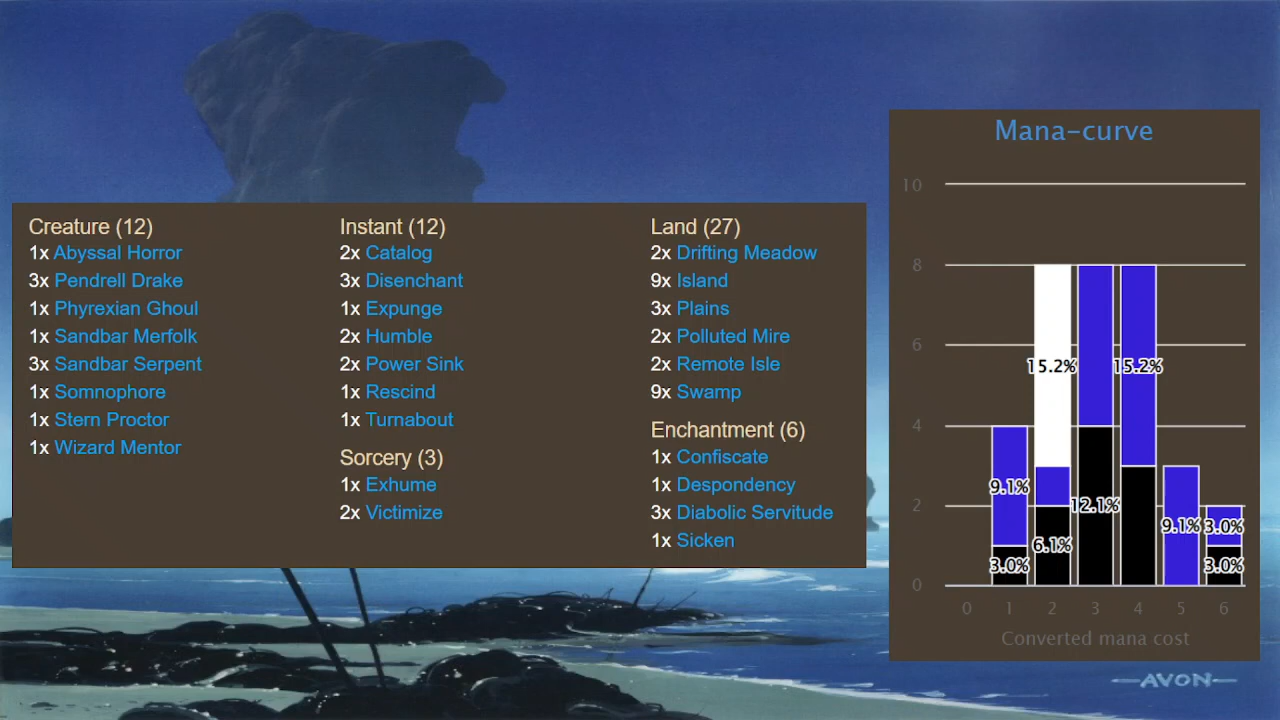 Creature (12)
1x Abyssal Horror
3x Pendrell Drake
1x Phyrexian Ghoul
1x Sandbar Merfolk
3x Sandbar Serpent
1x Somnophore
1x Stern Proctor
1x Wizard Mentor
Instant (12)
2x Catalog
3x Disenchant
1x Expunge
2x Humble
2x Power Sink
1x Rescind
1x Turnabout
Sorcery (3)
1x Exhume
2x Victimize
Land (27)
2x Drifting Meadow
9x Island
3x Plains
2x Polluted Mire
2x Remote Isle
9x Swamp
Enchantment (6)
1x Confiscate
1x Despondency
3x Diabolic Servitude
1x Sicken
Mana-curve
10
8
6
4
2
0
15.2%
15.2%
9.1%
12.1%
9.1%
3.0%
6.1%
3.0%
3.0%
0 1 2 3 4 5 6
Converted mana cost
AVON